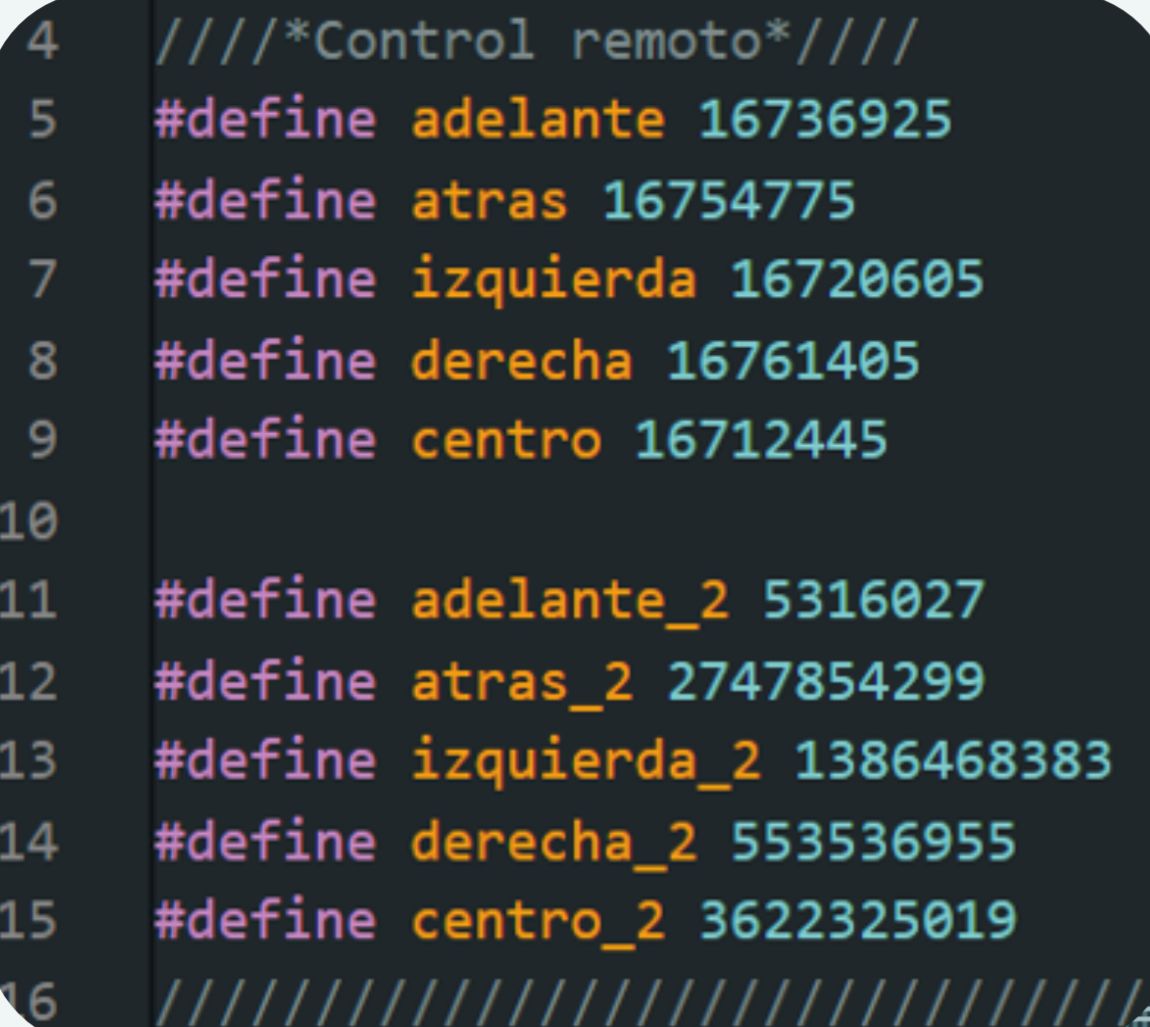 4 ////*Control remoto*////
5 #define adelante 16736925
6 #define atras 16754775
7 #define izquierda 16720605
8 #define derecha 16761405
9 #define centro 16712445
10
11 #define adelante_2 5316027
12 #define atras_2 2747854299
13 #define izquierda_2 1386468383
14 #define derecha_2 553536955
15 #define centro_2 3622325019
16 ///////////////////////////////